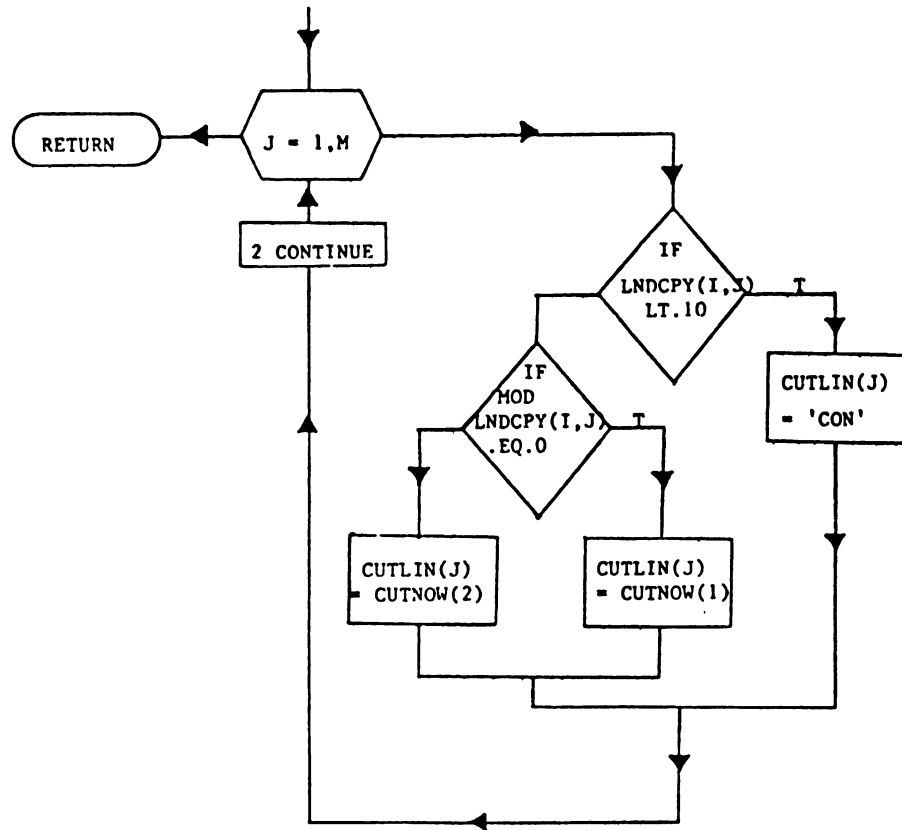 RETURN
J = 1,M
2 CONTINUE
IF
LNDCPY(I,J)
LT.10
T
CUTLIN(J)
= 'CON'
IF
MOD
LNDCPY(I,J)
.EQ.0
T
CUTLIN(J)
= CUTNOW(2)
CUTLIN(J)
= CUTNOW(1)